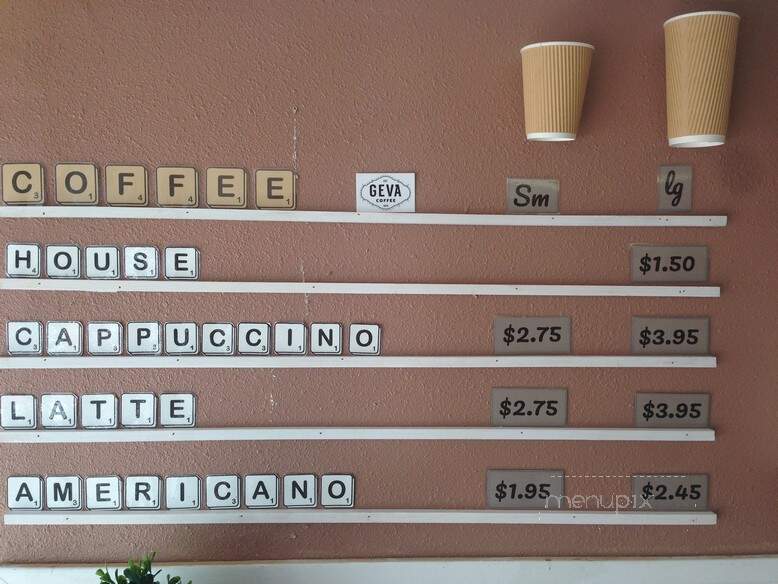 COFFEE GEVA COFFEE Sm lg
HOUSE $1.50
CAPPUCCINO $2.75 $3.95
LATTE $2.75 $3.95
AMERICANO $1.95 $2.45
menupix